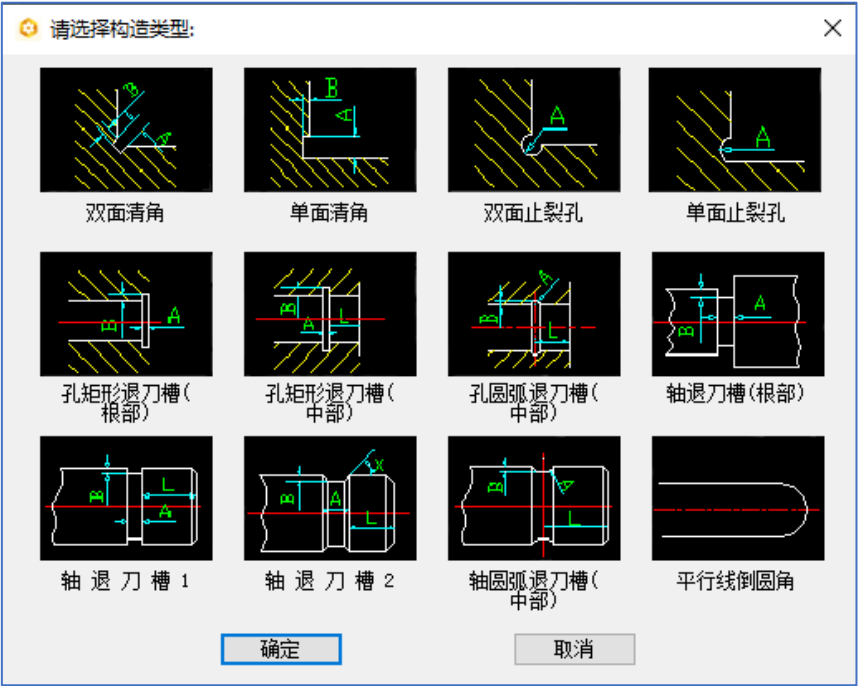 请选择构造类型:
B A
B A
A
A
双面清角
单面清角
双面止裂孔
单面止裂孔
B A
B A L
B A L
B A
孔矩形退刀槽(
根部)
孔矩形退刀槽(
中部)
孔圆弧退刀槽(
中部)
轴退刀槽(根部)
B L A
B A X L
B A L
轴 退 刀 槽 1
轴 退 刀 槽 2
轴圆弧退刀槽(
中部)
平行线倒圆角
确定
取消